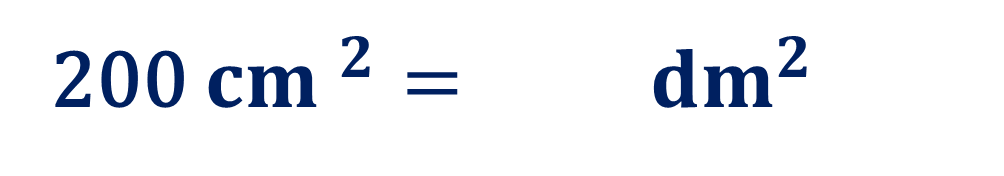 200 cm ² = dm²